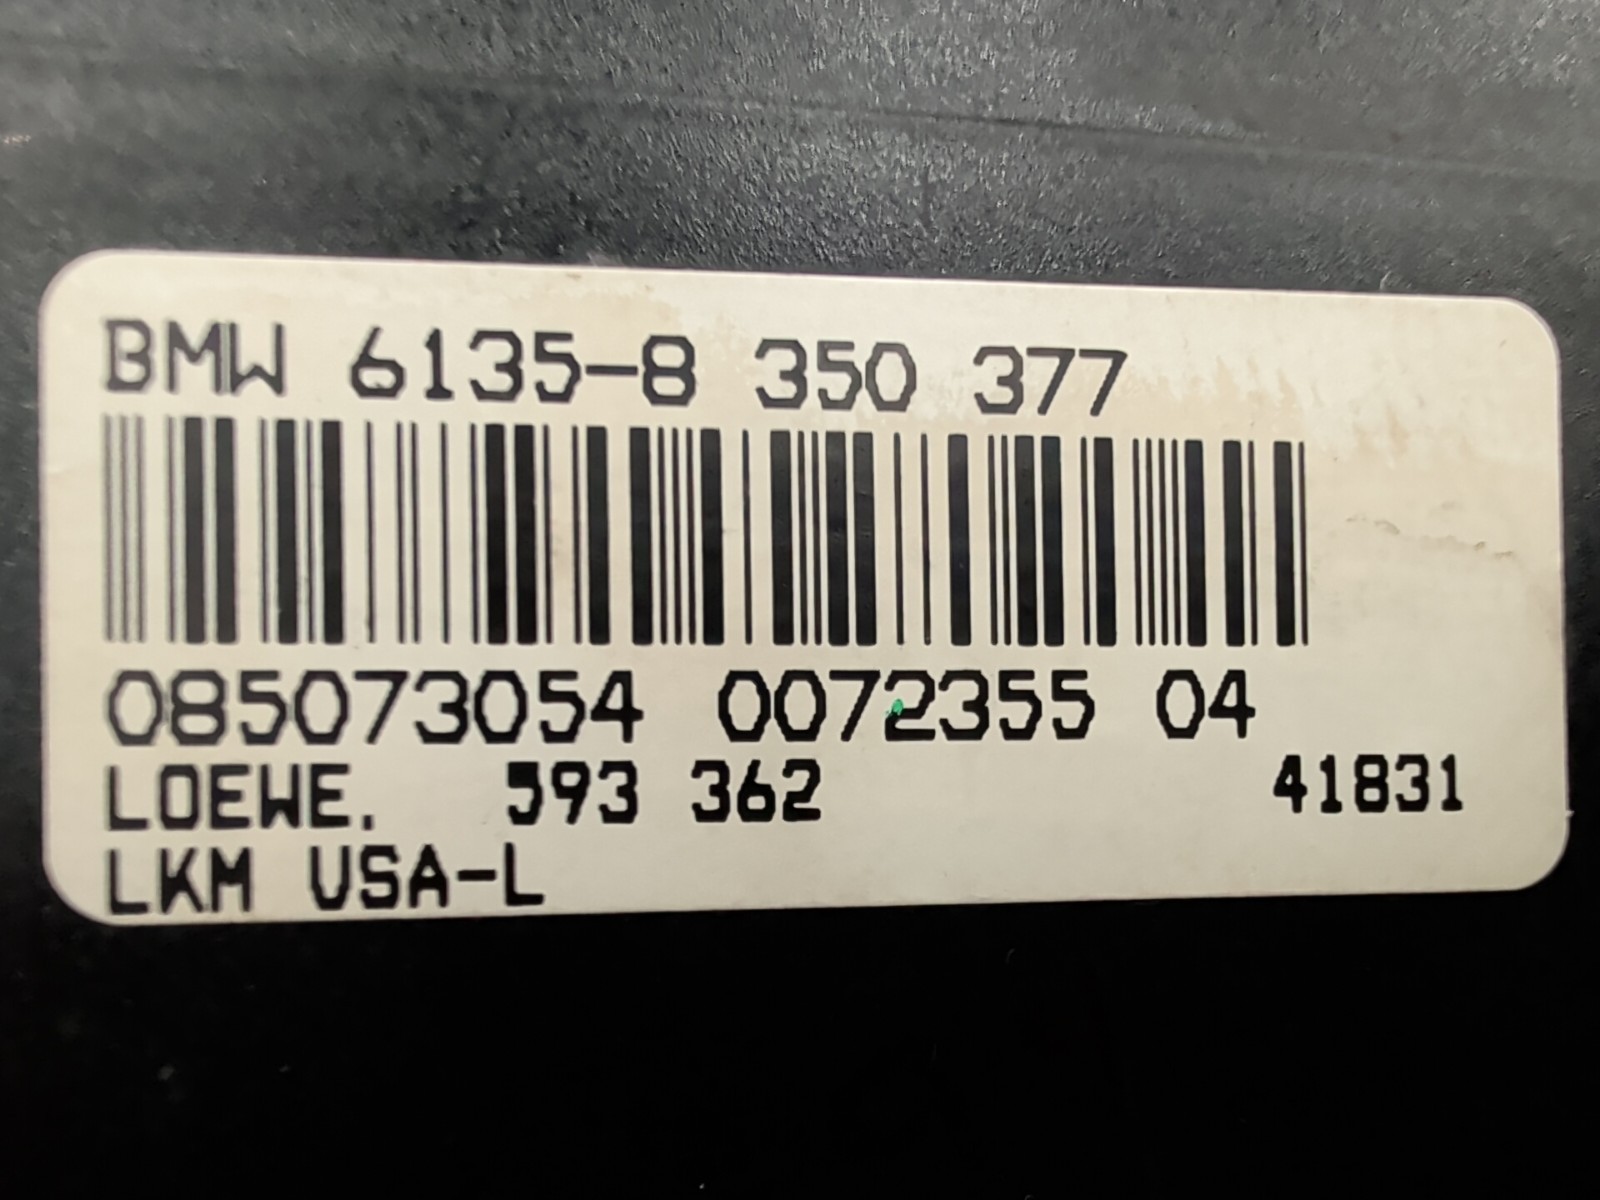 BMW 6135-8 350 377
085073054 0072355 04
LOEWE. 593 362 41831
LKM USA-L